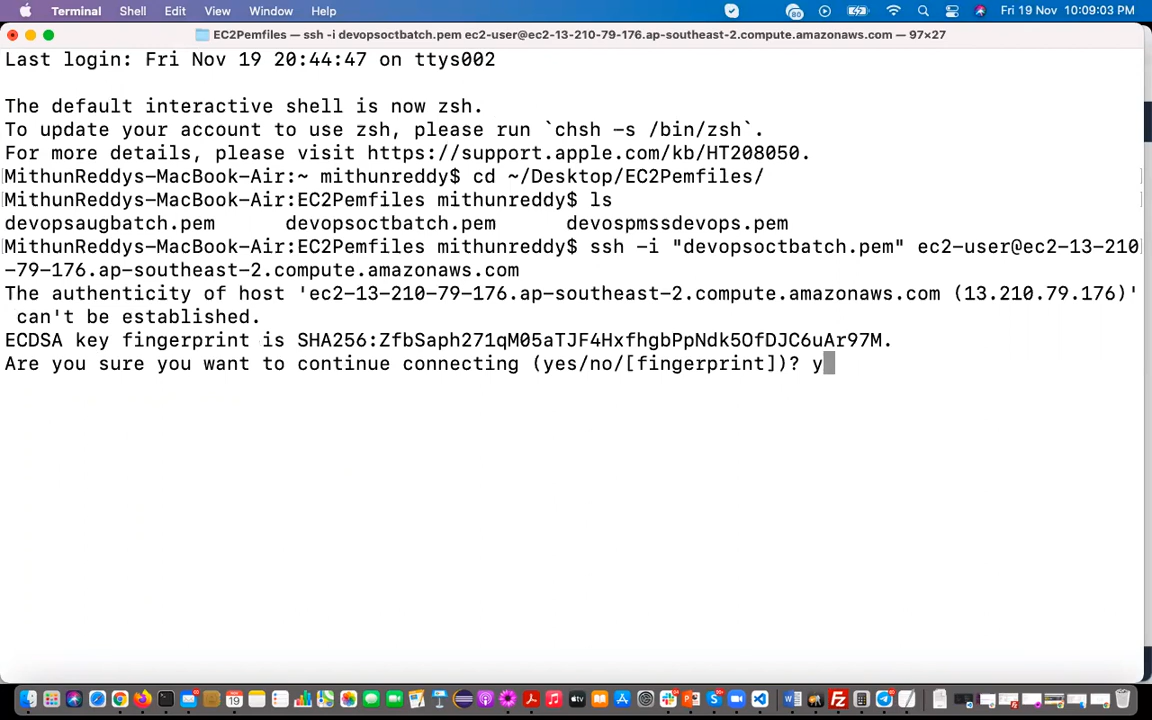 Terminal Shell Edit View Window Help Fri 19 Nov 10:09:03 PM
EC2Pemfiles — ssh -i devopsoctbatch.pem ec2-user@ec2-13-210-79-176.ap-southeast-2.compute.amazonaws.com — 97×27
Last login: Fri Nov 19 20:44:47 on ttys002
The default interactive shell is now zsh.
To update your account to use zsh, please run `chsh -s /bin/zsh`.
For more details, please visit https://support.apple.com/kb/HT208050.
MithunReddys-MacBook-Air:~ mithunreddy$ cd ~/Desktop/EC2Pemfiles/
MithunReddys-MacBook-Air:EC2Pemfiles mithunreddy$ ls
devopsaugbatch.pem devopsoctbatch.pem devospmssdevops.pem
MithunReddys-MacBook-Air:EC2Pemfiles mithunreddy$ ssh -i "devopsoctbatch.pem" ec2-user@ec2-13-210
-79-176.ap-southeast-2.compute.amazonaws.com
The authenticity of host 'ec2-13-210-79-176.ap-southeast-2.compute.amazonaws.com (13.210.79.176)'
can't be established.
ECDSA key fingerprint is SHA256:ZfbSaph271qM05aTJF4HxfhgbPpNdk5OfDJC6uAr97M.
Are you sure you want to continue connecting (yes/no/[fingerprint])? y